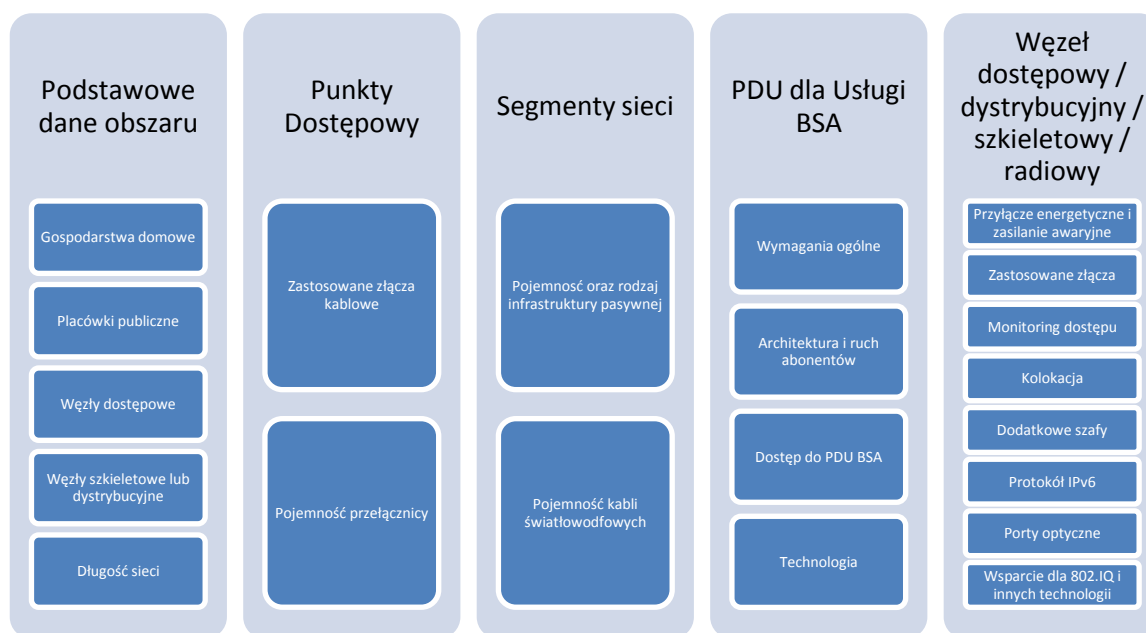 Podstawowe
dane obszaru
Gospodarstwa domowe
Placówki publiczne
Węzły dostępowe
Węzły szkieletowe lub
dystrybucyjne
Długość sieci
Punkty
Dostępowy
Zastosowane złącza
kablowe
Pojemność przełącznicy
Segmenty sieci
Pojemność oraz rodzaj
infrastruktury pasywnej
Pojemność kabli
światłowodfowych
PDU dla Usługi
BSA
Wymagania ogólne
Architektura i ruch
abonentów
Dostęp do PDU BSA
Technologia
Węzeł
dostępowy /
dystrybucyjny /
szkieletowy /
radiowy
Przyłącze energetyczne i
zasilanie awaryjne
Zastosowane złącza
Monitoring dostępu
Kolokacja
Dodatkowe szafy
Protokół IPv6
Porty optyczne
Wsparcie dla 802.IQ i
innych technologii